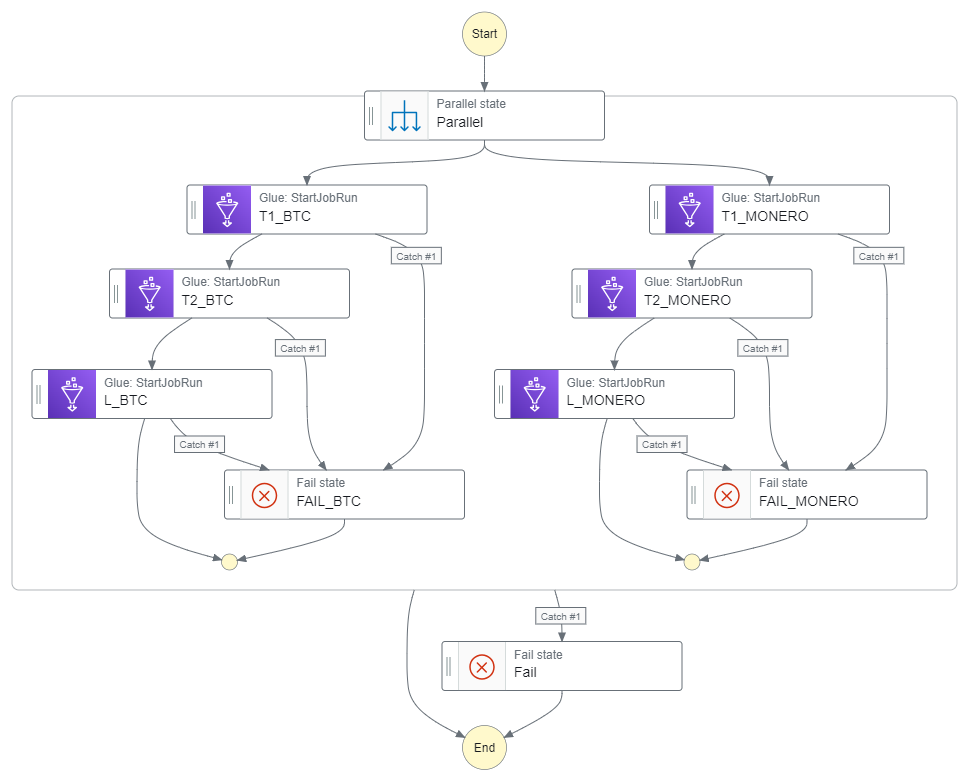 Start
Parallel state
Parallel
Glue: StartJobRun
T1_BTC
Glue: StartJobRun
T1_MONERO
Catch #1
Catch #1
Glue: StartJobRun
T2_BTC
Glue: StartJobRun
T2_MONERO
Catch #1
Catch #1
Glue: StartJobRun
L_BTC
Glue: StartJobRun
L_MONERO
Catch #1
Catch #1
Fail state
FAIL_BTC
Fail state
FAIL_MONERO
Catch #1
Fail state
Fail
End